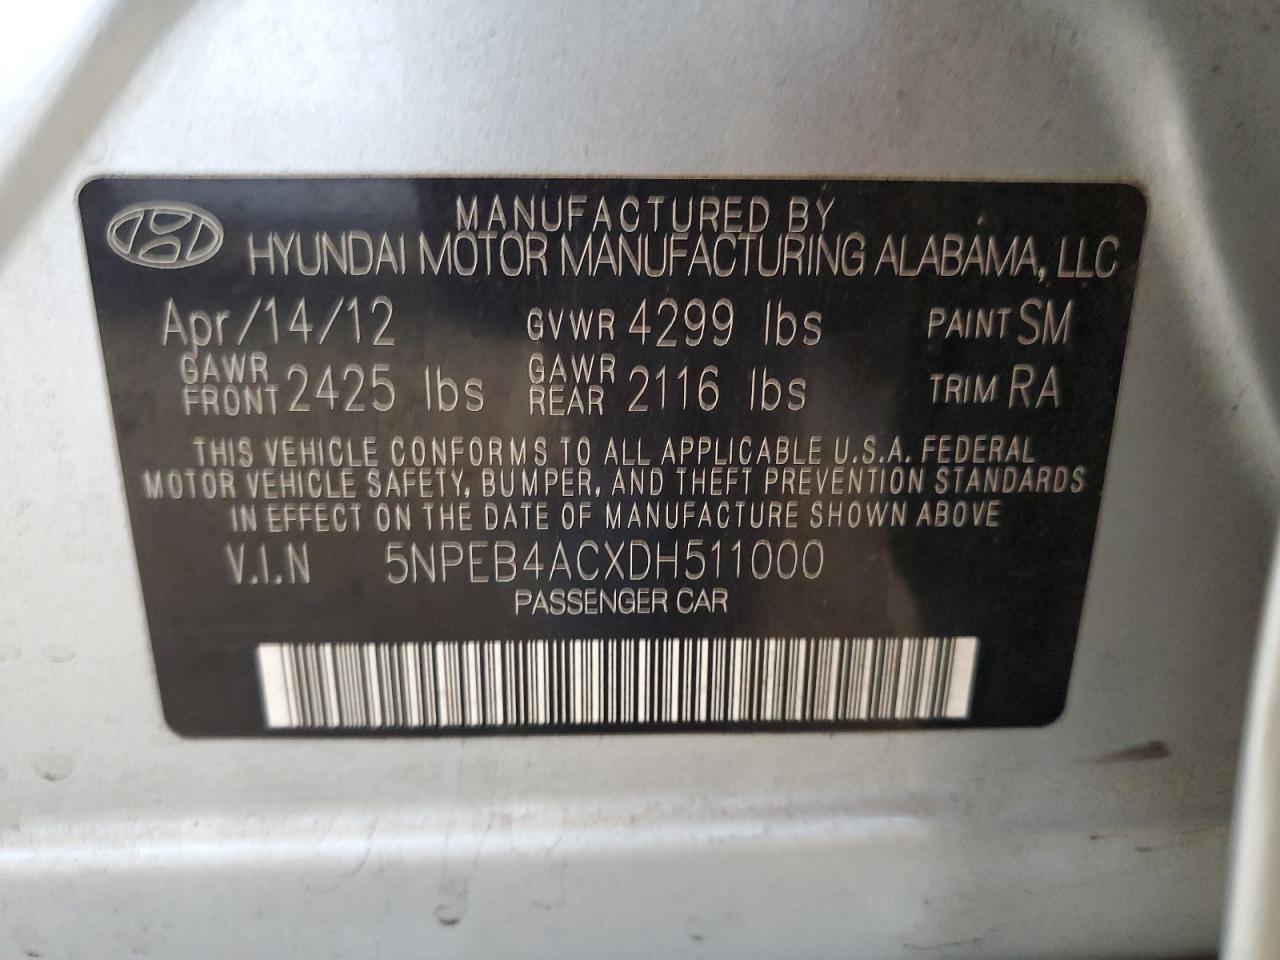 MANUFACTURED BY
HYUNDAI MOTOR MANUFACTURING ALABAMA, LLC
Apr/14/12 GVWR 4299 lbs PAINT SM
GAWR FRONT 2425 lbs GAWR REAR 2116 lbs TRIM RA
THIS VEHICLE CONFORMS TO ALL APPLICABLE U.S.A. FEDERAL
MOTOR VEHICLE SAFETY, BUMPER, AND THEFT PREVENTION STANDARDS
IN EFFECT ON THE DATE OF MANUFACTURE SHOWN ABOVE
V.I.N 5NPEB4ACXDH511000
PASSENGER CAR